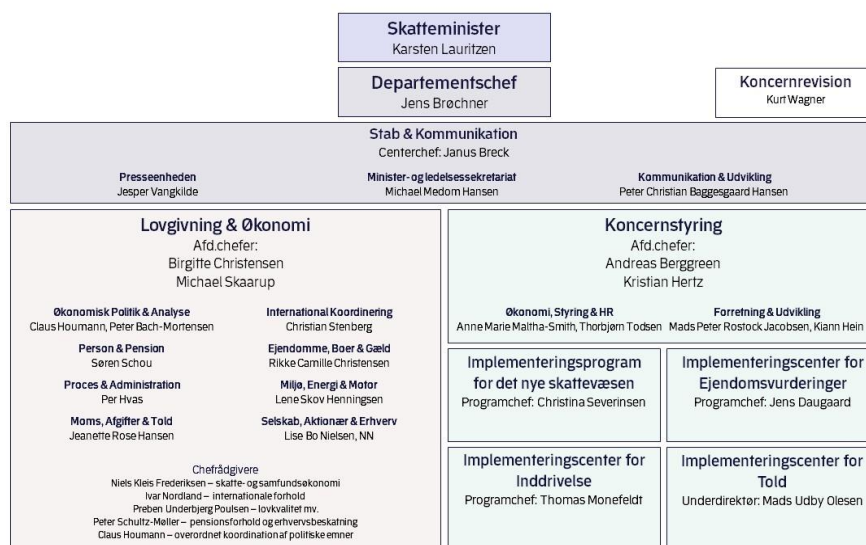 Skatteminister
Karsten Lauritzen
Departementschef
Jens Brøchner
Koncernrevision
Kurt Wagner
Stab & Kommunikation
Centerchef: Janus Breck
Presseenheden
Jesper Vangkilde
Minister- og ledelsessekretariat
Michael Medom Hansen
Kommunikation & Udvikling
Peter Christian Baggesgaard Hansen
Lovgivning & Økonomi
Afd.chefer:
Birgitte Christensen
Michael Skaarup
Økonomisk Politik & Analyse
Claus Houmann, Peter Bach-Mortensen
International Koordinering
Christian Stenberg
Person & Pension
Søren Schou
Ejendomme, Boer & Gæld
Rikke Camille Christensen
Proces & Administration
Per Hvas
Miljø, Energi & Motor
Lene Skov Henningsen
Moms, Afgifter & Told
Jeanette Rose Hansen
Selskab, Aktionær & Erhverv
Lise Bo Nielsen, NN
Chefrådgivere
Niels Kleis Frederiksen – skatte- og samfundsøkonomi
Ivar Nordland – internationale forhold
Preben Underbjerg Poulsen – lovkvalitet mv.
Peter Schultz-Møller – pensionsforhold og erhvervsbeskatning
Claus Houmann – overordnet koordination af politiske emner
Koncernstyring
Afd.chefer:
Andreas Berggreen
Kristian Hertz
Økonomi, Styring & HR
Anne Marie Maltha-Smith, Thorbjørn Todsen
Forretning & Udvikling
Mads Peter Rostock Jacobsen, Kiann Hein
Implementeringsprogram
for det nye skattevæsen
Programchef: Christina Severinsen
Implementeringscenter for
Ejendomsvurderinger
Programchef: Jens Daugaard
Implementeringscenter for
Inddrivelse
Programchef: Thomas Monefeldt
Implementeringscenter for
Told
Underdirektør: Mads Udby Olesen